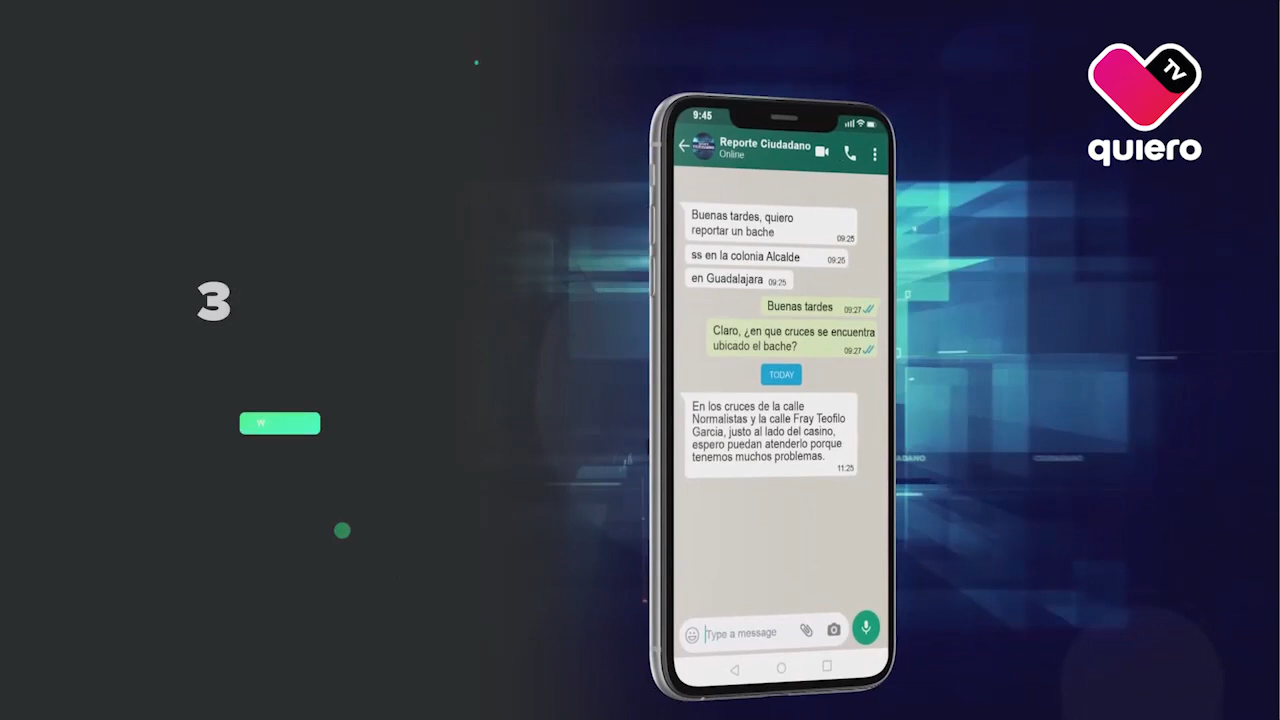 TV
quiero
3
W
9:45
Reporte Ciudadano
Online
Buenas tardes, quiero
reportar un bache
09:25
ss en la colonia Alcalde
09:25
en Guadalajara
09:25
Buenas tardes
09:27
Claro, ¿en que cruces se encuentra
ubicado el bache?
09:27
TODAY
En los cruces de la calle
Normalistas y la calle Fray Teofilo
Garcia, justo al lado del casino,
espero puedan atenderlo porque
tenemos muchos problemas.
11:25
Type a message